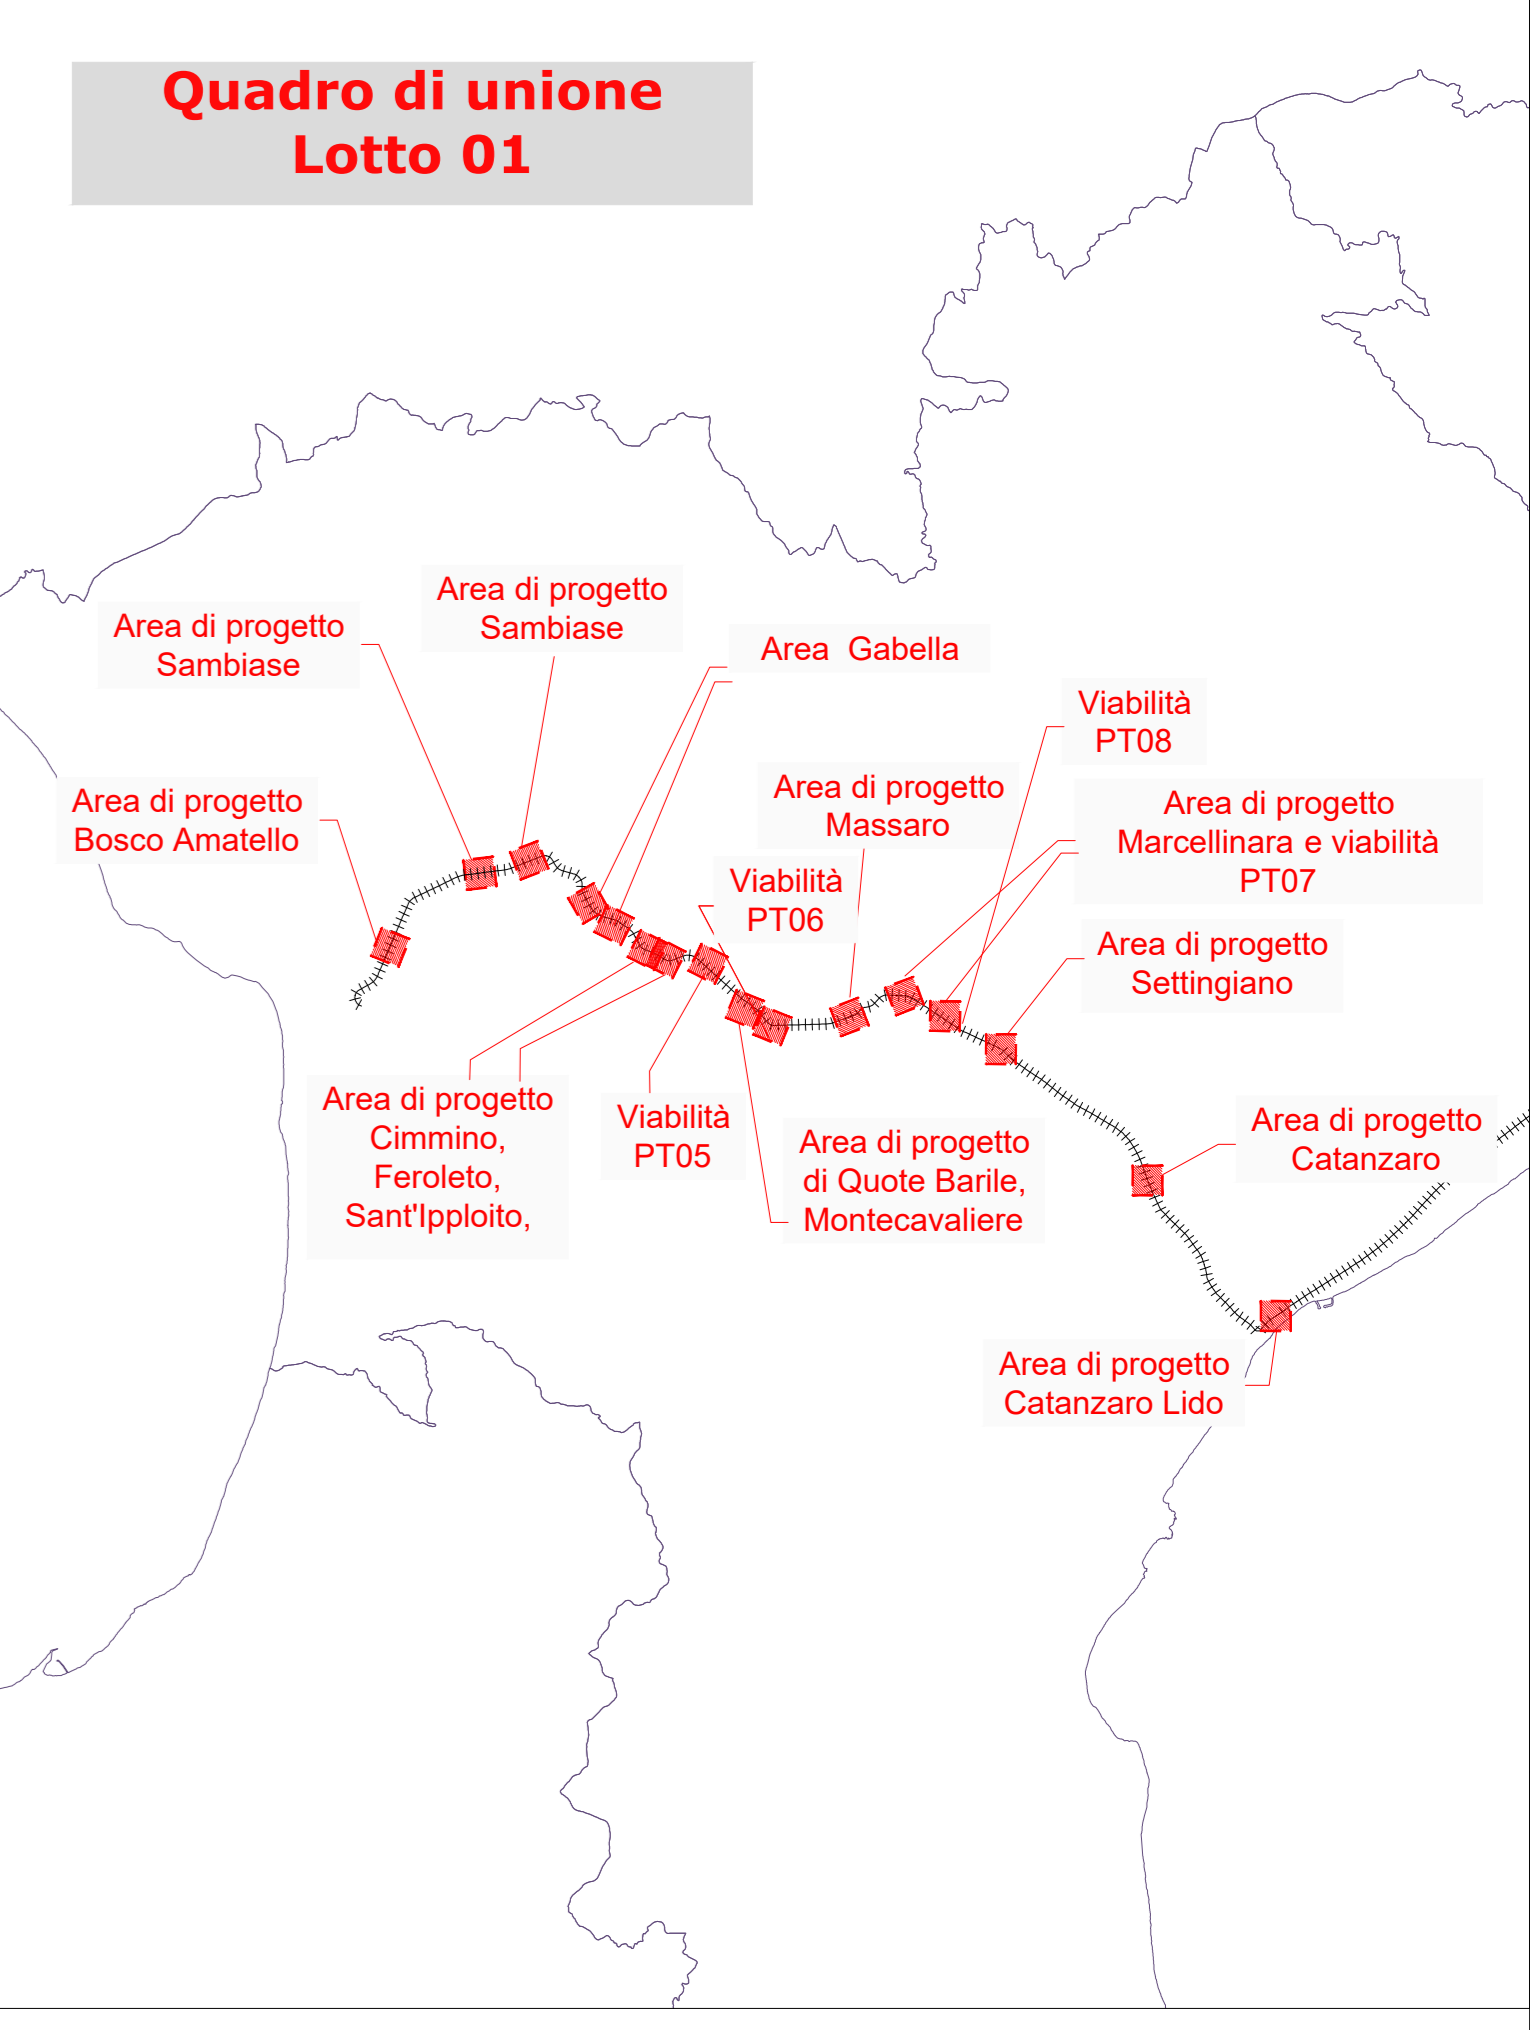 Quadro di unione
Lotto 01
Area di progetto
Sambiase
Area di progetto
Sambiase
Area Gabella
Viabilità
PT08
Area di progetto
Bosco Amatello
Area di progetto
Massaro
Area di progetto
Marcellinara e viabilità
PT07
Viabilità
PT06
Area di progetto
Settingiano
Area di progetto
Cimmino,
Feroleto,
Sant'Ipploito,
Viabilità
PT05
Area di progetto
di Quote Barile,
Montecavaliere
Area di progetto
Catanzaro
Area di progetto
Catanzaro Lido